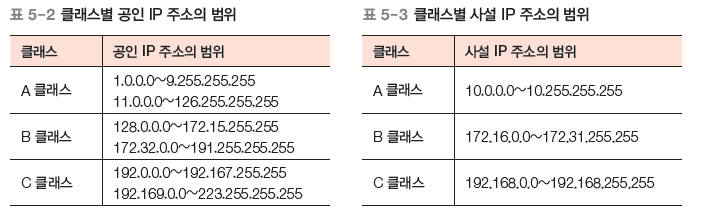 표 5-2 클래스별 공인 IP 주소의 범위
클래스 공인 IP 주소의 범위
A 클래스 1.0.0.0~9.255.255.255
11.0.0.0~126.255.255.255
B 클래스 128.0.0.0~172.15.255.255
172.32.0.0~191.255.255.255
C 클래스 192.0.0.0~192.167.255.255
192.169.0.0~223.255.255.255
표 5-3 클래스별 사설 IP 주소의 범위
클래스 사설 IP 주소의 범위
A 클래스 10.0.0.0~10.255.255.255
B 클래스 172.16.0.0~172.31.255.255
C 클래스 192.168.0.0~192.168.255.255